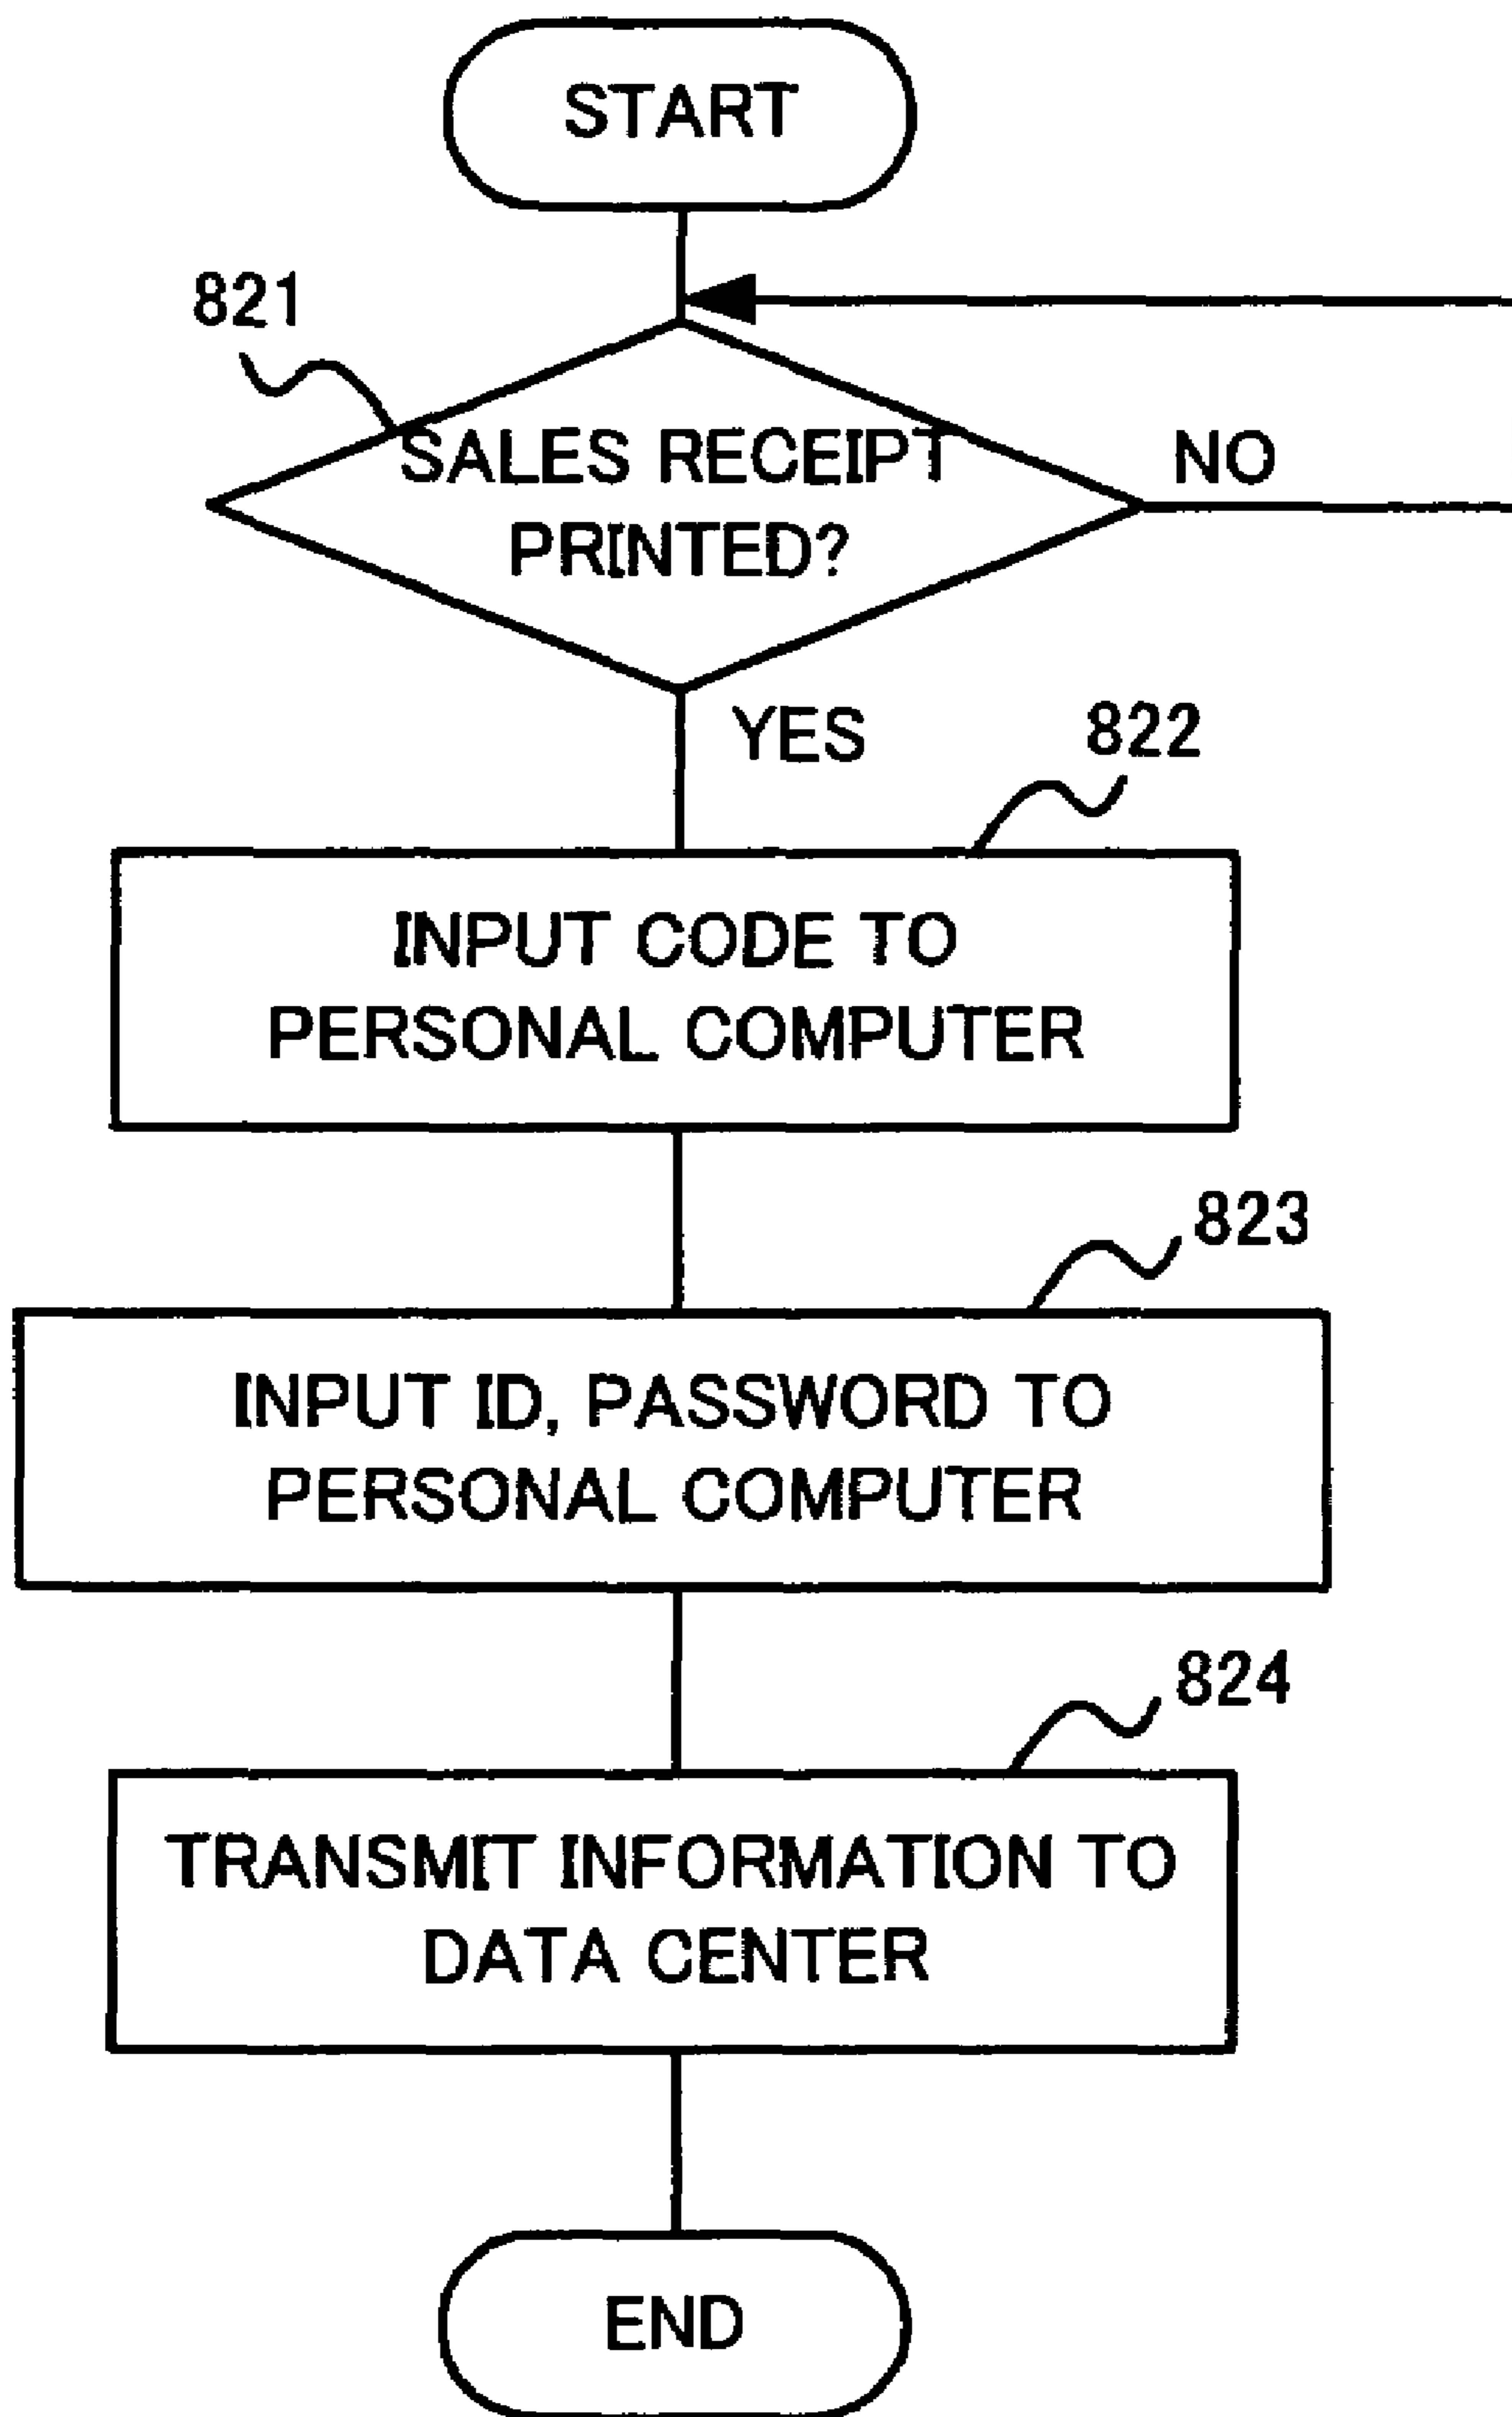 START
821
SALES RECEIPT
PRINTED?
NO
YES
822
INPUT CODE TO
PERSONAL COMPUTER
823
INPUT ID, PASSWORD TO
PERSONAL COMPUTER
824
TRANSMIT INFORMATION TO
DATA CENTER
END